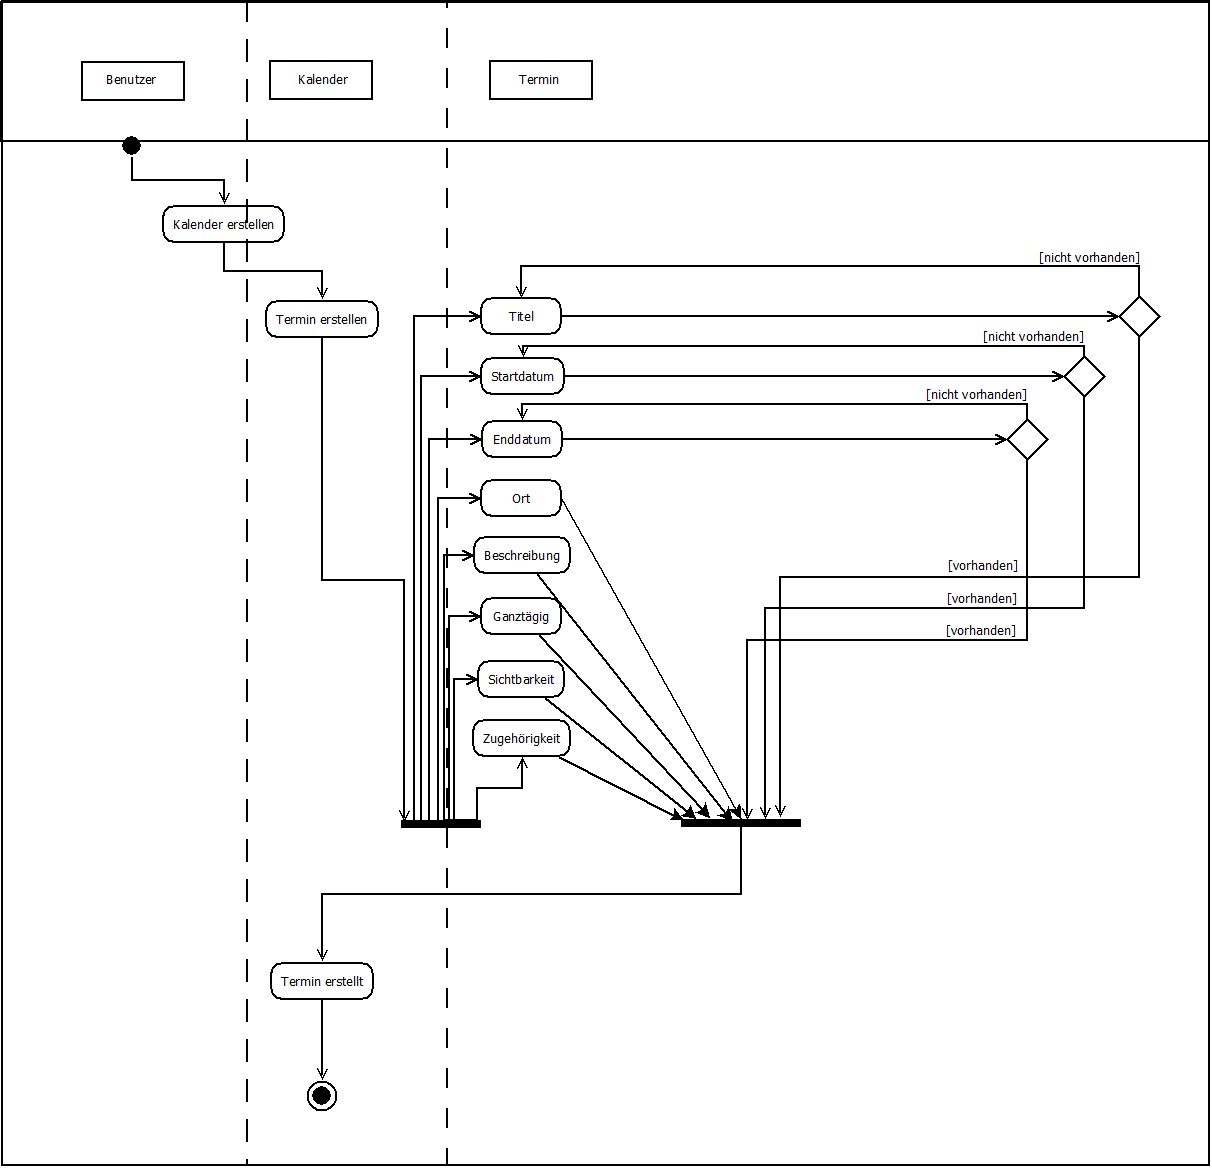 Benutzer
Kalender
Termin
Kalender erstellen
[nicht vorhanden]
Termin erstellen
Titel
[nicht vorhanden]
Startdatum
[nicht vorhanden]
Enddatum
Ort
Beschreibung
[vorhanden]
[vorhanden]
Ganztägig
[vorhanden]
Sichtbarkeit
Zugehörigkeit
Termin erstellt